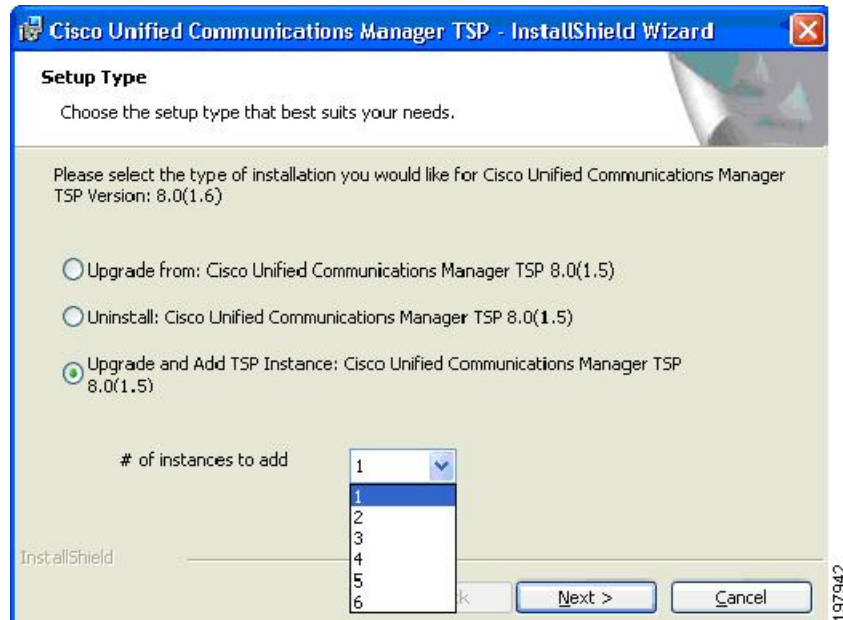 Cisco Unified Communications Manager TSP - InstallShield Wizard
Setup Type
Choose the setup type that best suits your needs.
Please select the type of installation you would like for Cisco Unified Communications Manager
TSP Version: 8.0(1.6)
Upgrade from: Cisco Unified Communications Manager TSP 8.0(1.5)
Uninstall: Cisco Unified Communications Manager TSP 8.0(1.5)
Upgrade and Add TSP Instance: Cisco Unified Communications Manager TSP
8.0(1.5)
# of instances to add
1
1
2
3
4
5
6
InstallShield
Next >
Cancel
197942